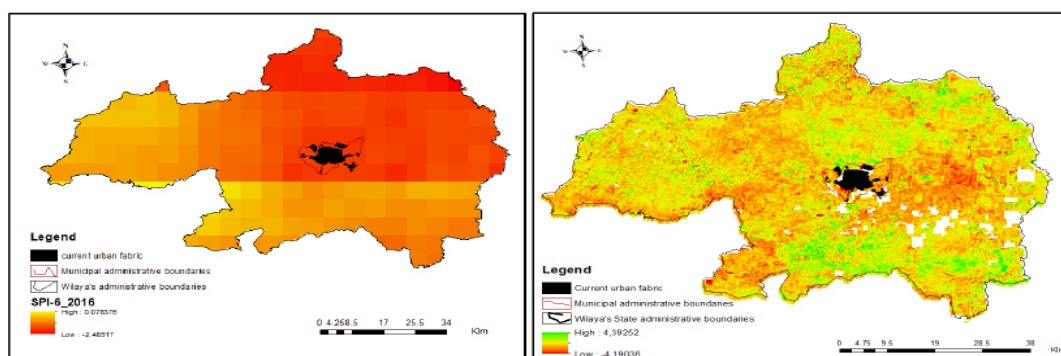 N
W E
S
Legend
current urban fabric
Municipal administrative boundaries
Wilaya's administrative boundaries
SPI-6_2016
High : 0.078376
Low : -2.48517
0 4.258.5 17 25.5 34
Klm
N
W E
S
Legend
Current urban fabric
Municipal administrative boundaries
Wilaya's State administrative boundaries
High : 4,39252
Low : -4,19036
0 4.75 9.5 19 28.5 38
Klm